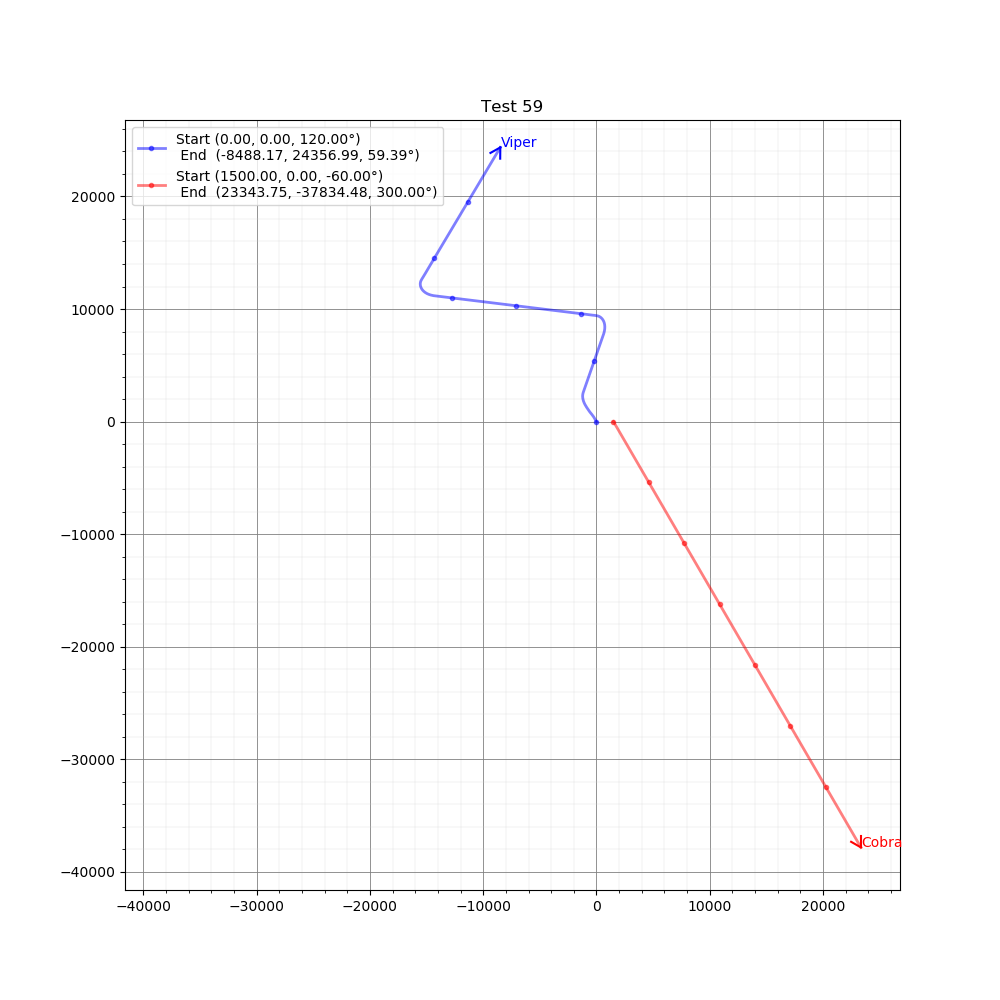 Test 59
Start (0.00, 0.00, 120.00°)
End  (-8488.17, 24356.99, 59.39°)
Start (1500.00, 0.00, -60.00°)
End  (23343.75, -37834.48, 300.00°)
Viper
20000
10000
0
−10000
−20000
−30000
−40000
Cobra
−40000
−30000
−20000
−10000
0
10000
20000